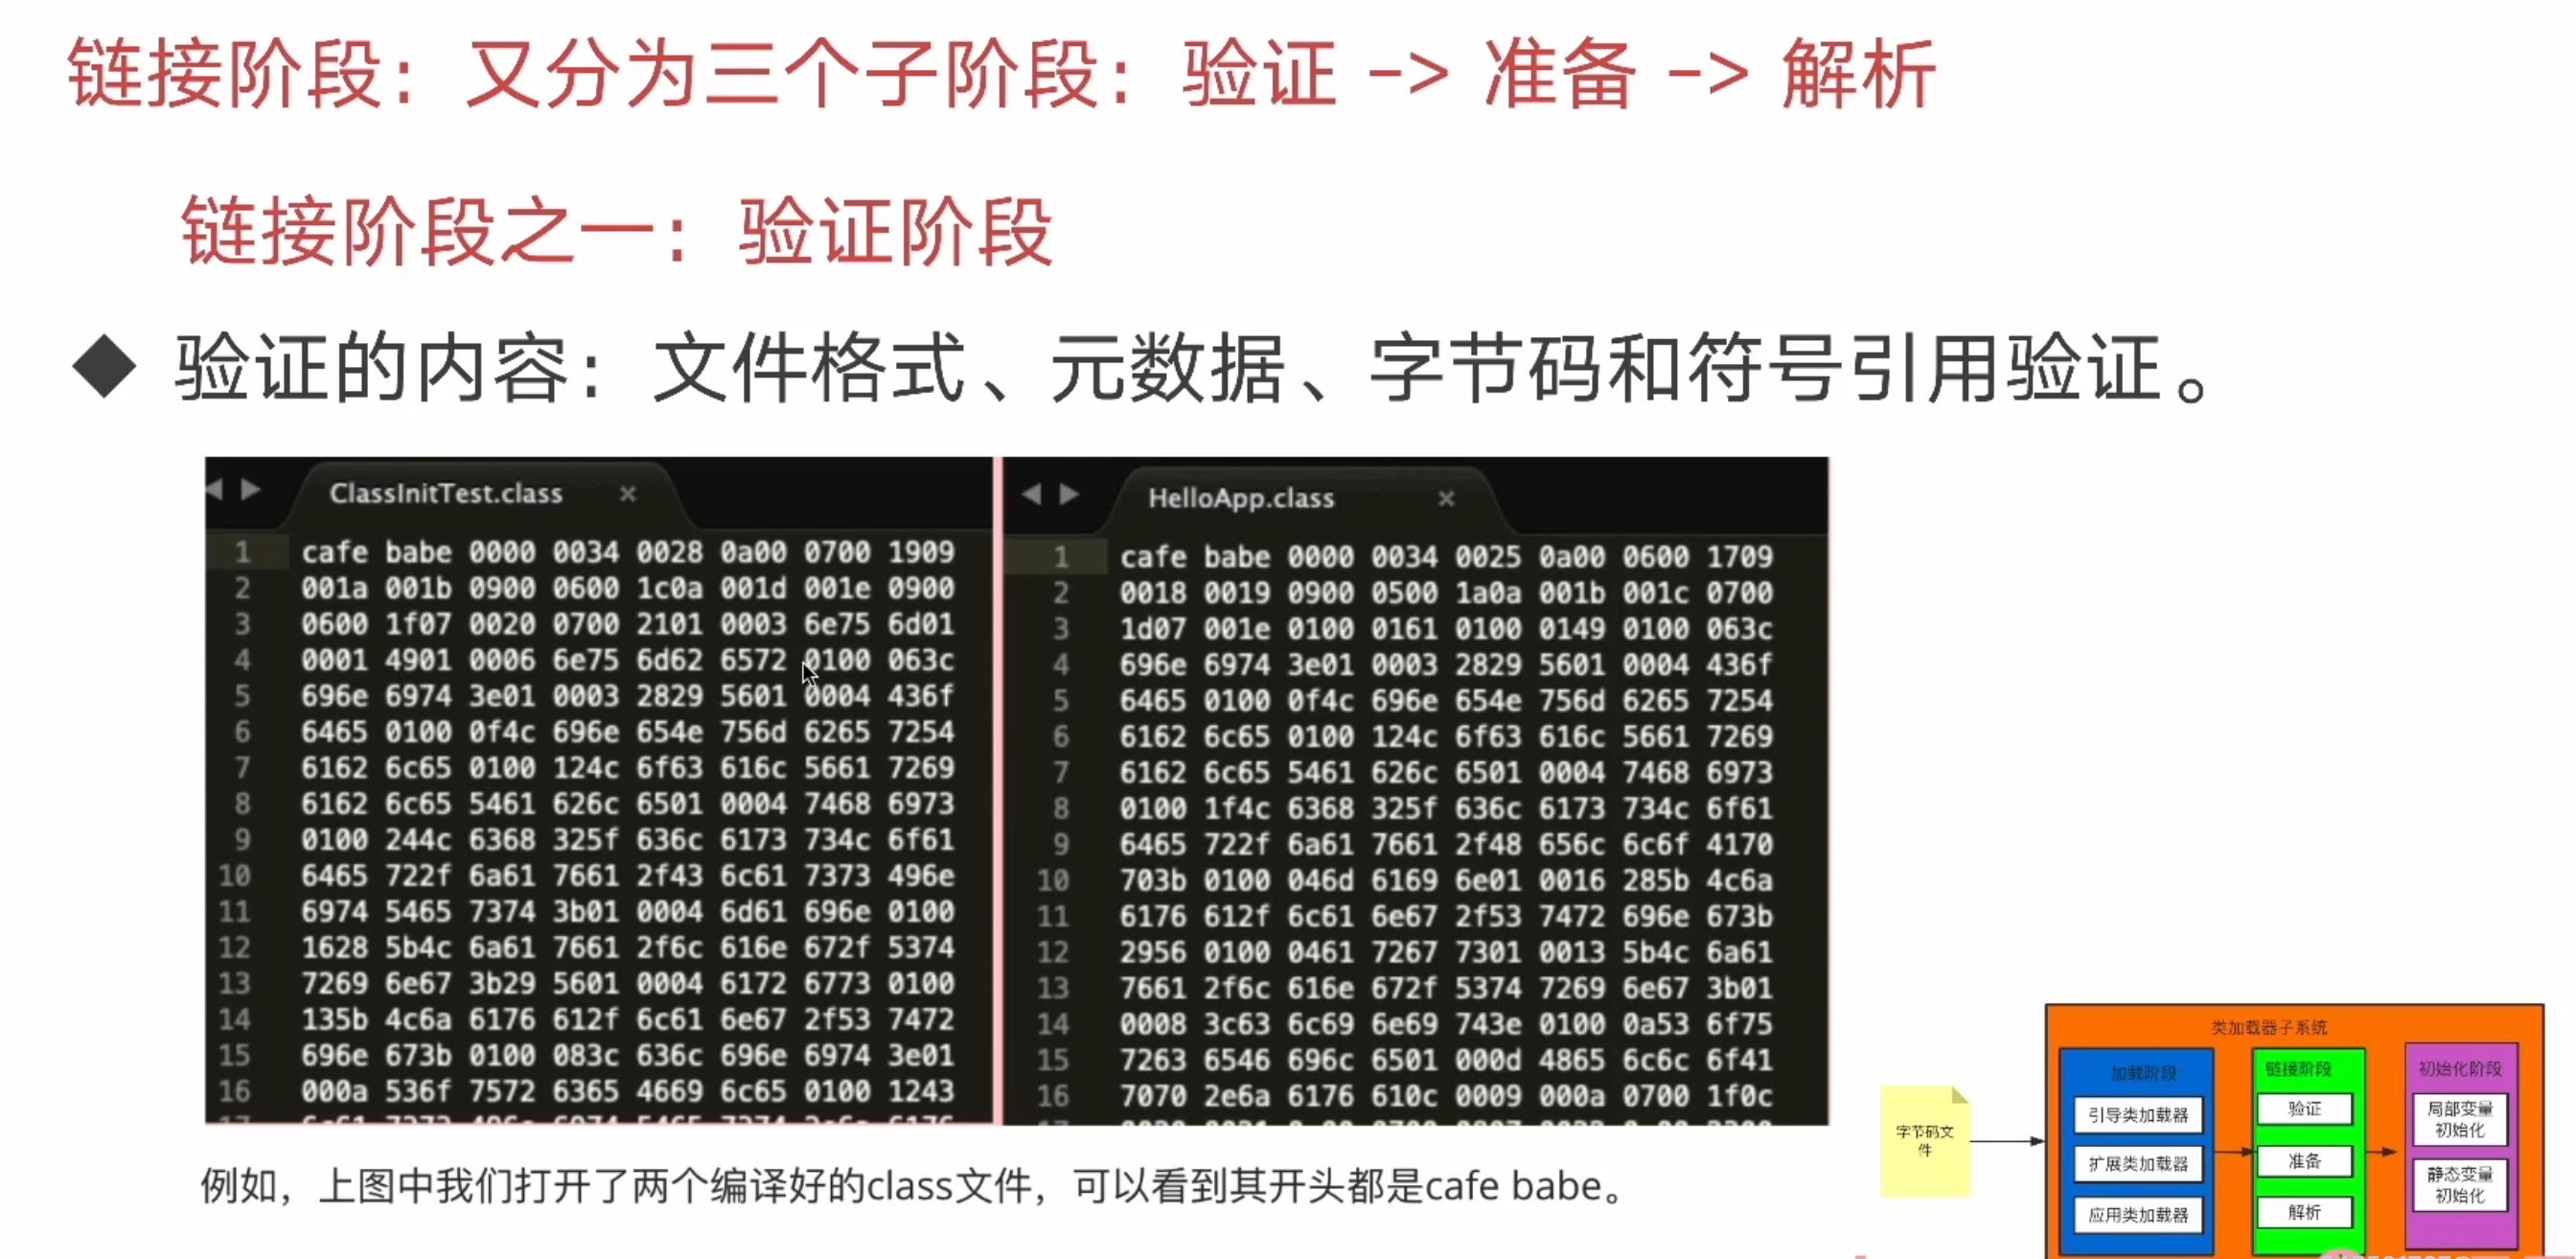 链接阶段：又分为三个子阶段：验证 -> 准备 -> 解析
链接阶段之一：验证阶段
◆ 验证的内容：文件格式、元数据、字节码和符号引用验证。
ClassInitTest.class ×
1 cafe babe 0000 0034 0028 0a00 0700 1909
2 001a 001b 0900 0600 1c0a 001d 001e 0900
3 0600 1f07 0020 0700 2101 0003 6e75 6d01
4 0001 4901 0006 6e75 6d62 6572 0100 063c
5 696e 6974 3e01 0003 2829 5601 0004 436f
6 6465 0100 0f4c 696e 654e 756d 6265 7254
7 6162 6c65 0100 124c 6f63 616c 5661 7269
8 6162 6c65 5461 626c 6501 0004 7468 6973
9 0100 244c 6368 325f 636c 6173 734c 6f61
10 6465 722f 6a61 7661 2f43 6c61 7373 496e
11 6974 5465 7374 3b01 0004 6d61 696e 0100
12 1628 5b4c 6a61 7661 2f6c 616e 672f 5374
13 7269 6e67 3b29 5601 0004 6172 6773 0100
14 135b 4c6a 6176 612f 6c61 6e67 2f53 7472
15 696e 673b 0100 083c 636c 696e 6974 3e01
16 000a 536f 7572 6365 4669 6c65 0100 1243
HelloApp.class ×
1 cafe babe 0000 0034 0025 0a00 0600 1709
2 0018 0019 0900 0500 1a0a 001b 001c 0700
3 1d07 001e 0100 0161 0100 0149 0100 063c
4 696e 6974 3e01 0003 2829 5601 0004 436f
5 6465 0100 0f4c 696e 654e 756d 6265 7254
6 6162 6c65 0100 124c 6f63 616c 5661 7269
7 6162 6c65 5461 626c 6501 0004 7468 6973
8 0100 1f4c 6368 325f 636c 6173 734c 6f61
9 6465 722f 6a61 7661 2f48 656c 6c6f 4170
10 703b 0100 046d 6169 6e01 0016 285b 4c6a
11 6176 612f 6c61 6e67 2f53 7472 696e 673b
12 2956 0100 0461 7267 7301 0013 5b4c 6a61
13 7661 2f6c 616e 672f 5374 7269 6e67 3b01
14 0008 3c63 6c69 6e69 743e 0100 0a53 6f75
15 7263 6546 696c 6501 000d 4865 6c6c 6f41
16 7070 2e6a 6176 610c 0009 000a 0700 1f0c
例如，上图中我们打开了两个编译好的class文件，可以看到其开头都是cafe babe。
字节码文
件
类加载器子系统
加载阶段
引导类加载器
扩展类加载器
应用类加载器
链接阶段
验证
准备
解析
初始化阶段
局部变量
初始化
静态变量
初始化